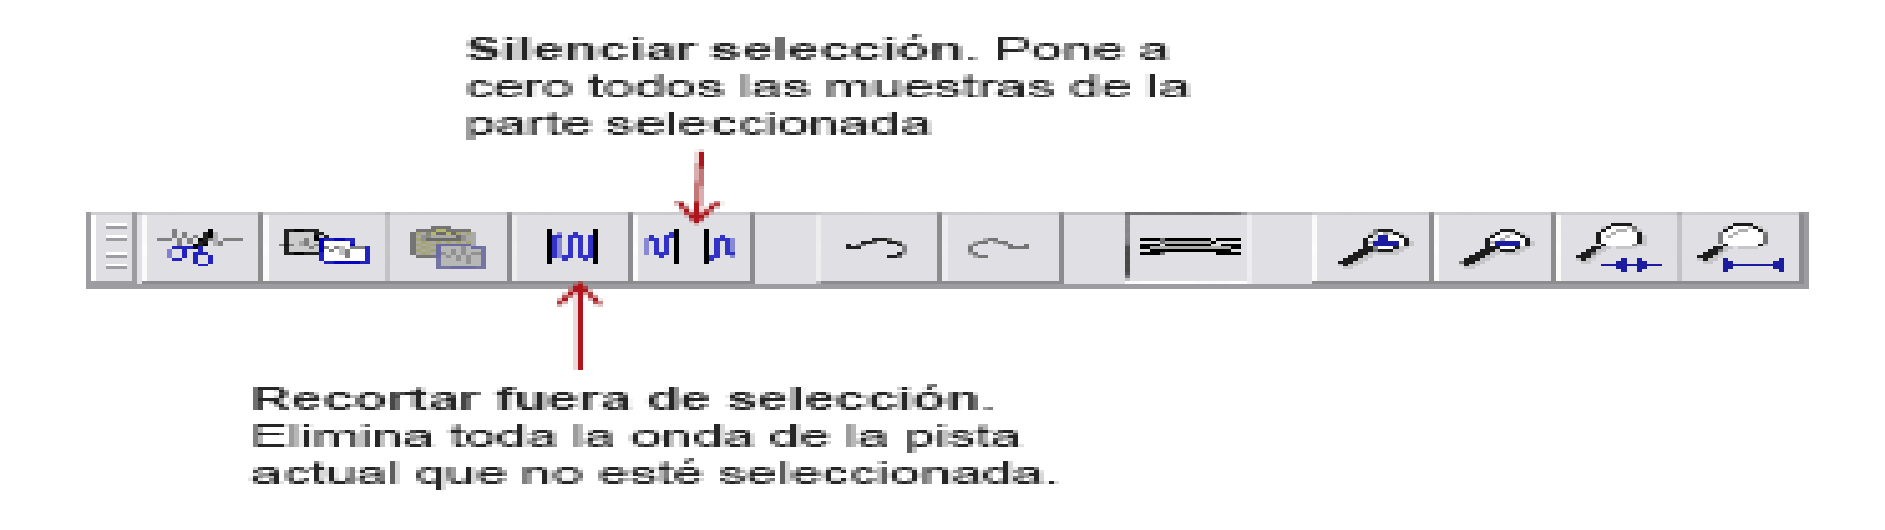 Silenciar selección. Pone a
cero todos las muestras de la
parte seleccionada
Recortar fuera de selección.
Elimina toda la onda de la pista
actual que no esté seleccionada.